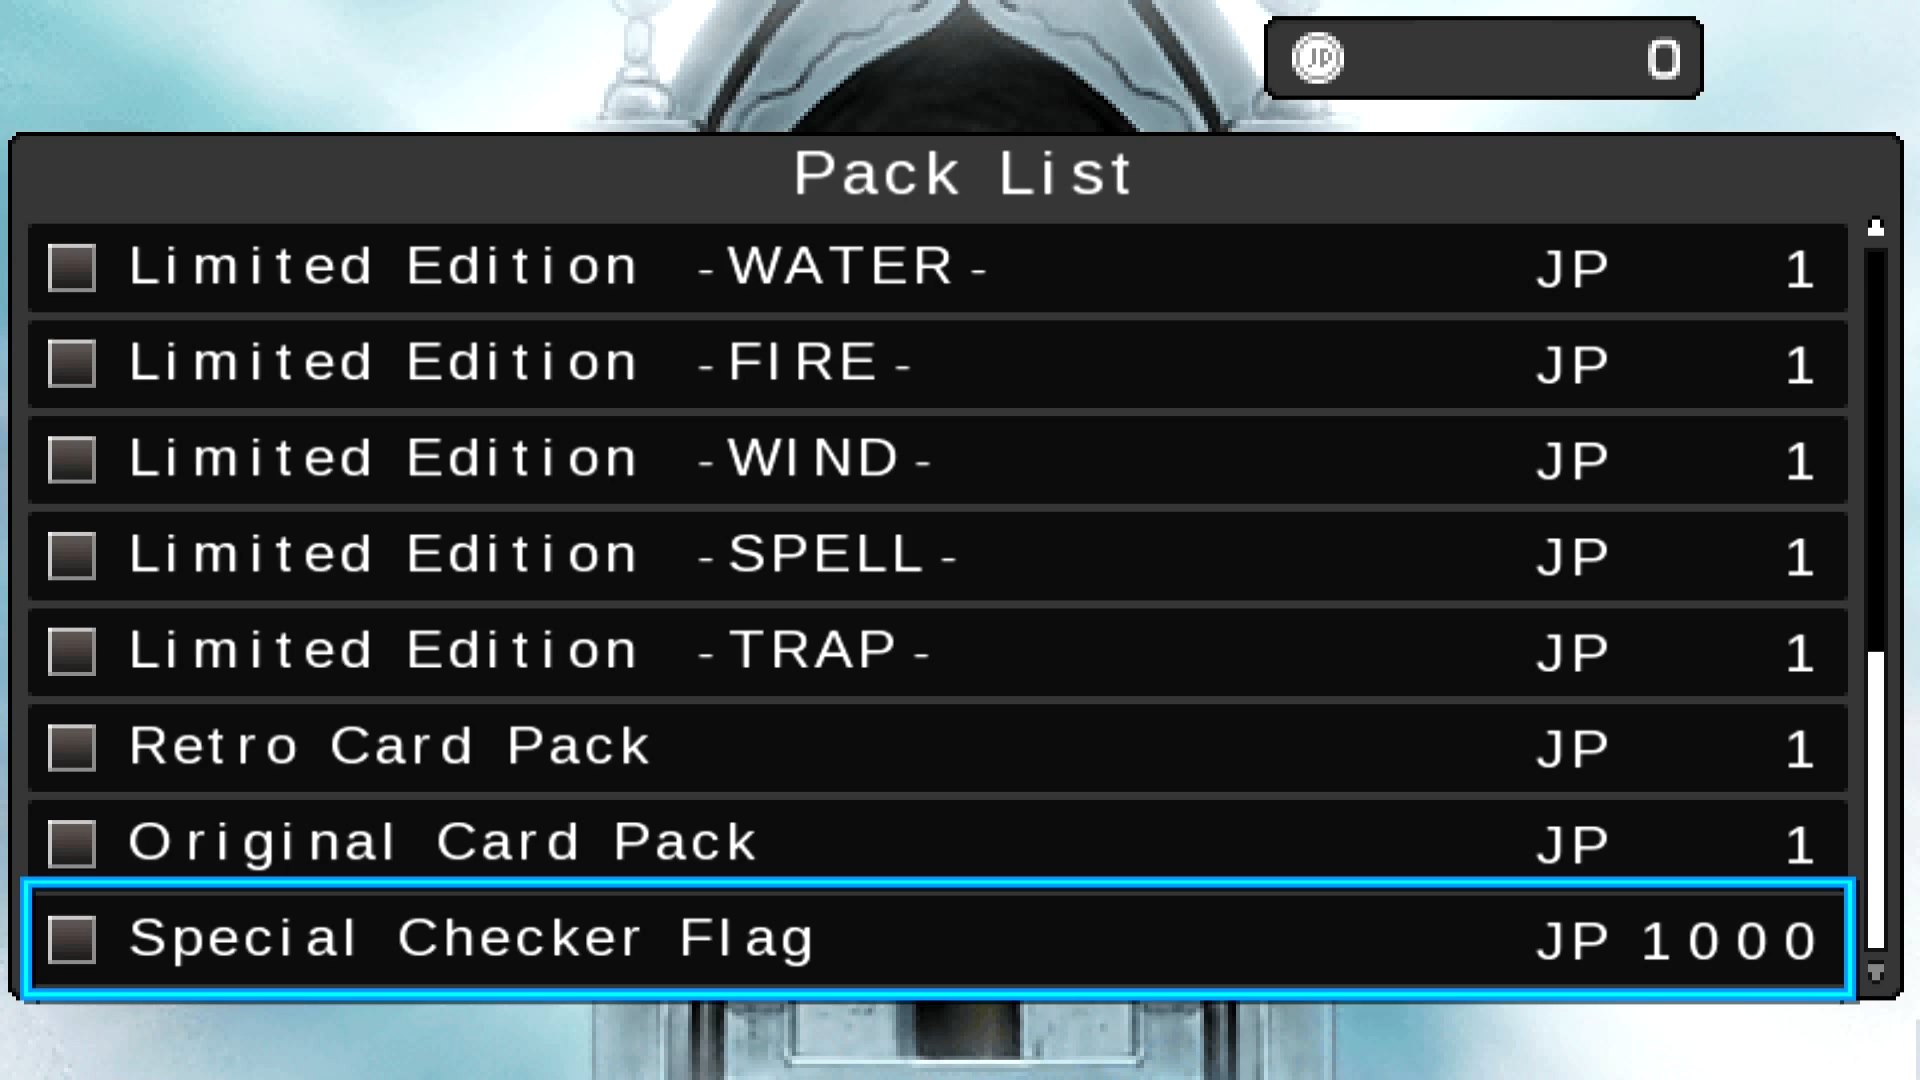 JP 0
Pack List
Limited Edition -WATER- JP 1
Limited Edition -FIRE- JP 1
Limited Edition -WIND- JP 1
Limited Edition -SPELL- JP 1
Limited Edition -TRAP- JP 1
Retro Card Pack JP 1
Original Card Pack JP 1
Special Checker Flag JP 1000